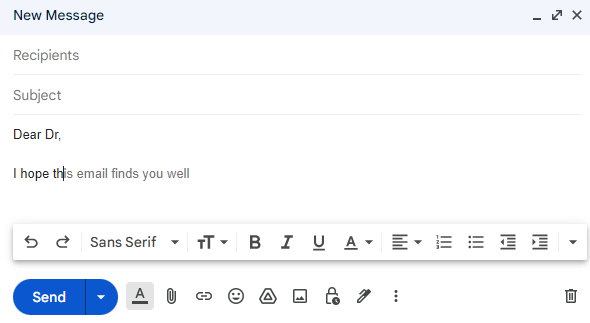 New Message
Recipients
Subject
Dear Dr,
I hope this email finds you well
Sans Serif
Send